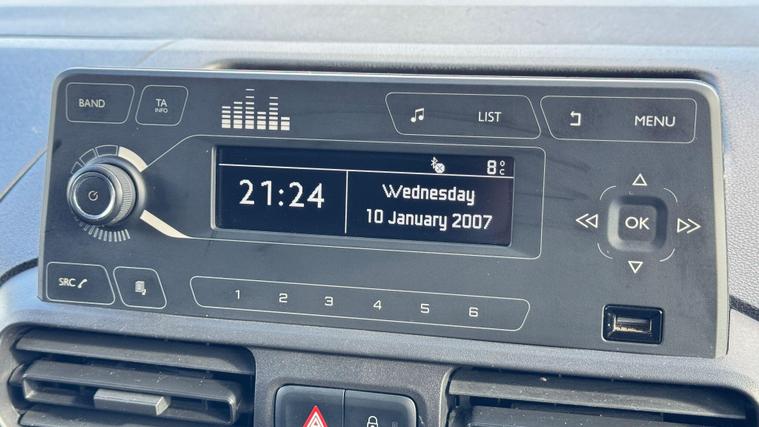 BAND
TA
INFO
LIST
MENU
8°C
21:24
Wednesday
10 January 2007
OK
SRC
1 2 3 4 5 6